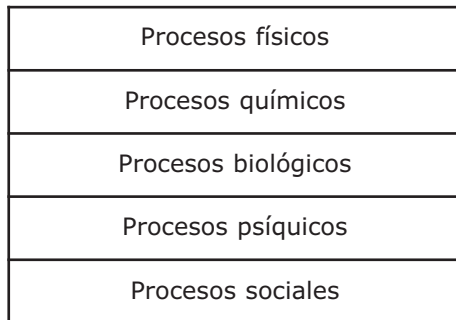 Procesos físicos
Procesos químicos
Procesos biológicos
Procesos psíquicos
Procesos sociales